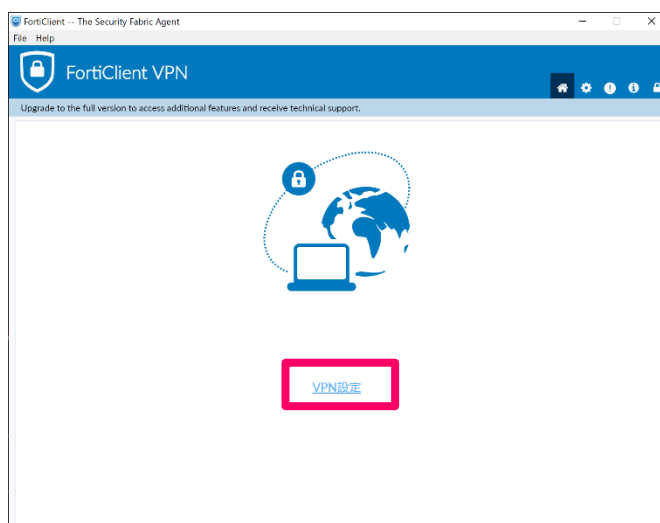 FortiClient -- The Security Fabric Agent
File Help
FortiClient VPN
Upgrade to the full version to access additional features and receive technical support.
VPN設定